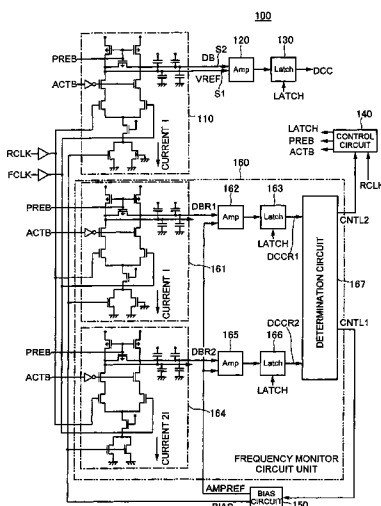 100
PREB
ACTB
DB
S2
VREF
S1
120
Amp
130
Latch
DCC
LATCH
CURRENT I
110
RCLK
FCLK
LATCH
PREB
ACTB
140
CONTROL CIRCUIT
RCLK
160
PREB
ACTB
DBR1
162
Amp
163
Latch
LATCH
DCCR1
CURRENT I
161
DETERMINATION CIRCUIT
CNTL2
167
CNTL1
PREB
ACTB
DBR2
165
Amp
166
Latch
DCCR2
LATCH
CURRENT 2I
164
FREQUENCY MONITOR
CIRCUIT UNIT
AMPREF
BIAS
BIAS CIRCUIT
150